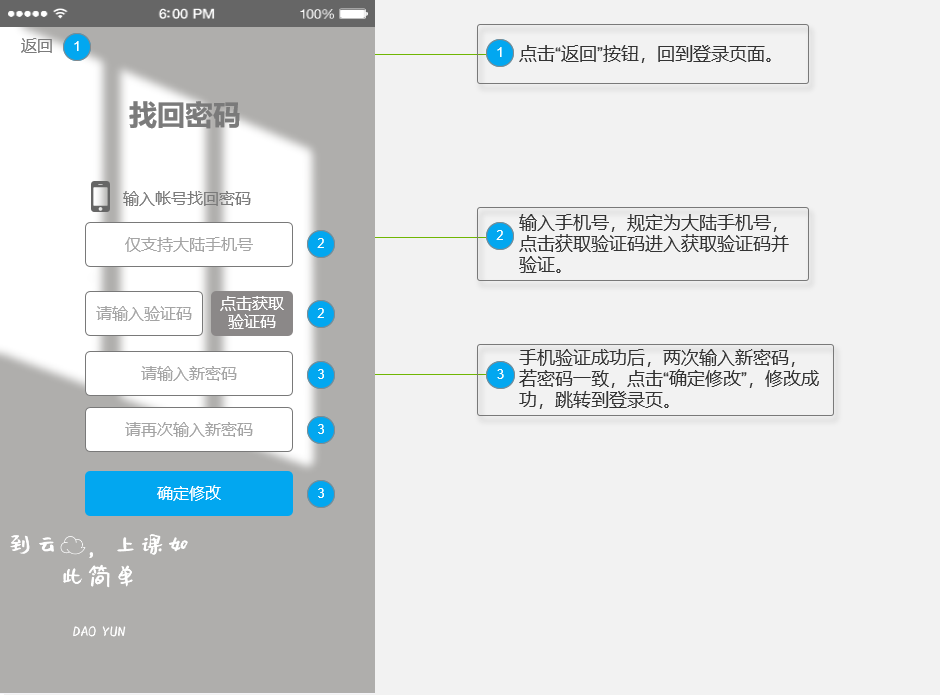 6:00 PM
100%
返回
1
找回密码
输入帐号找回密码
仅支持大陆手机号
2
请输入验证码
点击获取
验证码
2
请输入新密码
3
请再次输入新密码
3
确定修改
3
到云，上课如
此简单
DAO YUN
1
点击“返回”按钮，回到登录页面。
2
输入手机号，规定为大陆手机号，
点击获取验证码进入获取验证码并
验证。
3
手机验证成功后，两次输入新密码，
若密码一致，点击“确定修改”，修改成
功，跳转到登录页。